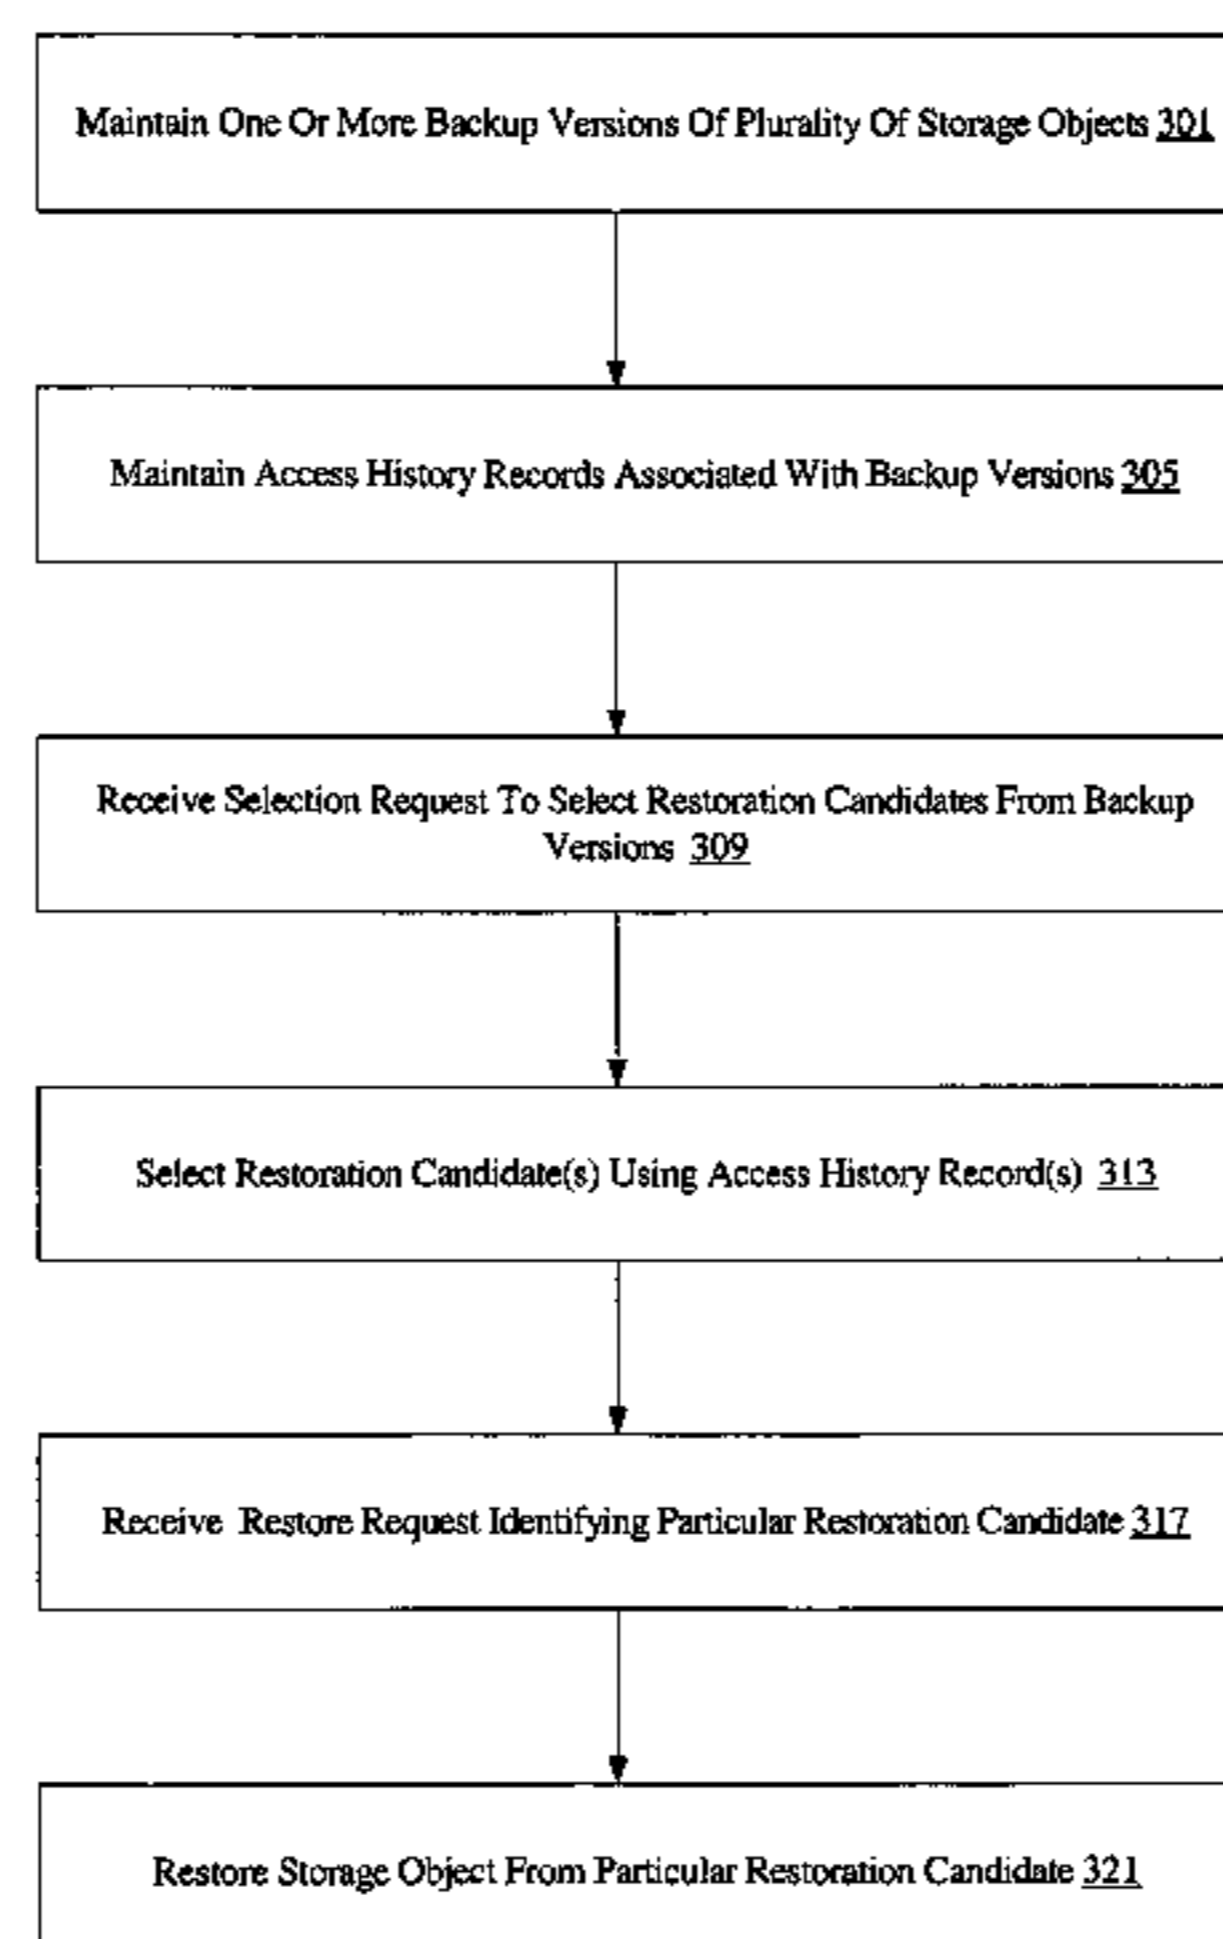 Maintain One Or More Backup Versions Of Plurality Of Storage Objects 301
Maintain Access History Records Associated With Backup Versions 305
Receive Selection Request To Select Restoration Candidates From Backup
Versions 309
Select Restoration Candidate(s) Using Access History Record(s) 313
Receive Restore Request Identifying Particular Restoration Candidate 317
Restore Storage Object From Particular Restoration Candidate 321